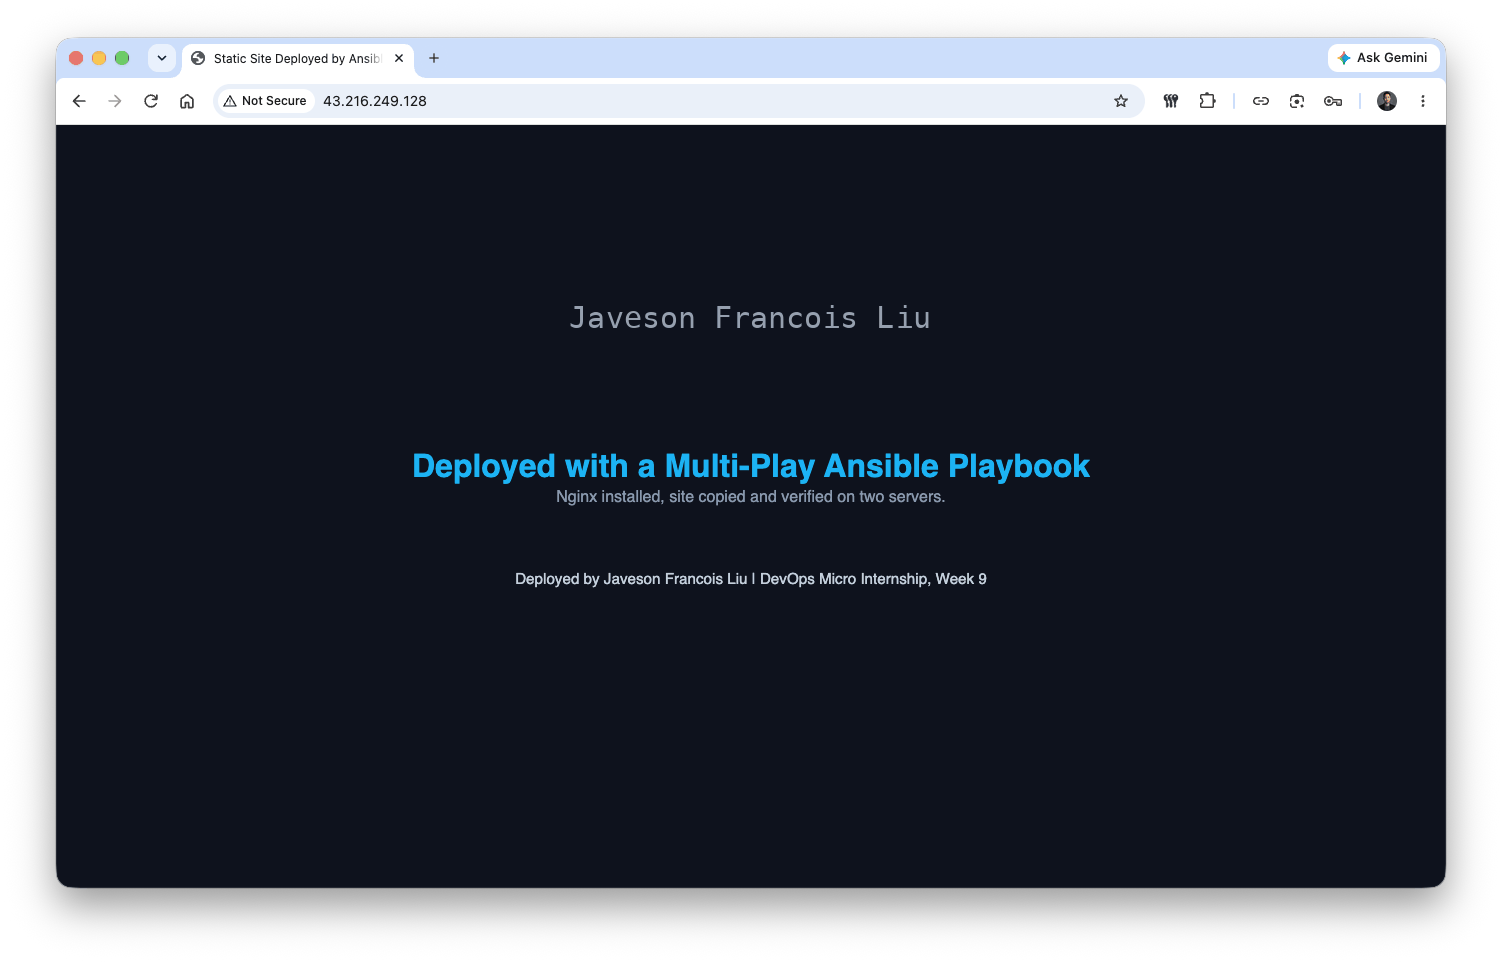 Static Site Deployed by Ansib
Ask Gemini
Not Secure
43.216.249.128
Javeson Francois Liu
Deployed with a Multi-Play Ansible Playbook
Nginx installed, site copied and verified on two servers.
Deployed by Javeson Francois Liu | DevOps Micro Internship, Week 9